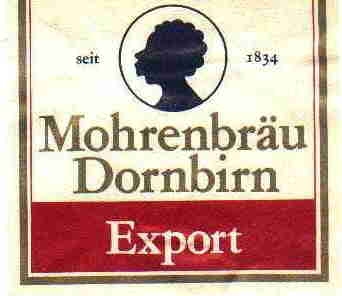 seit 1834
Mohrenbräu
Dornbirn
Export